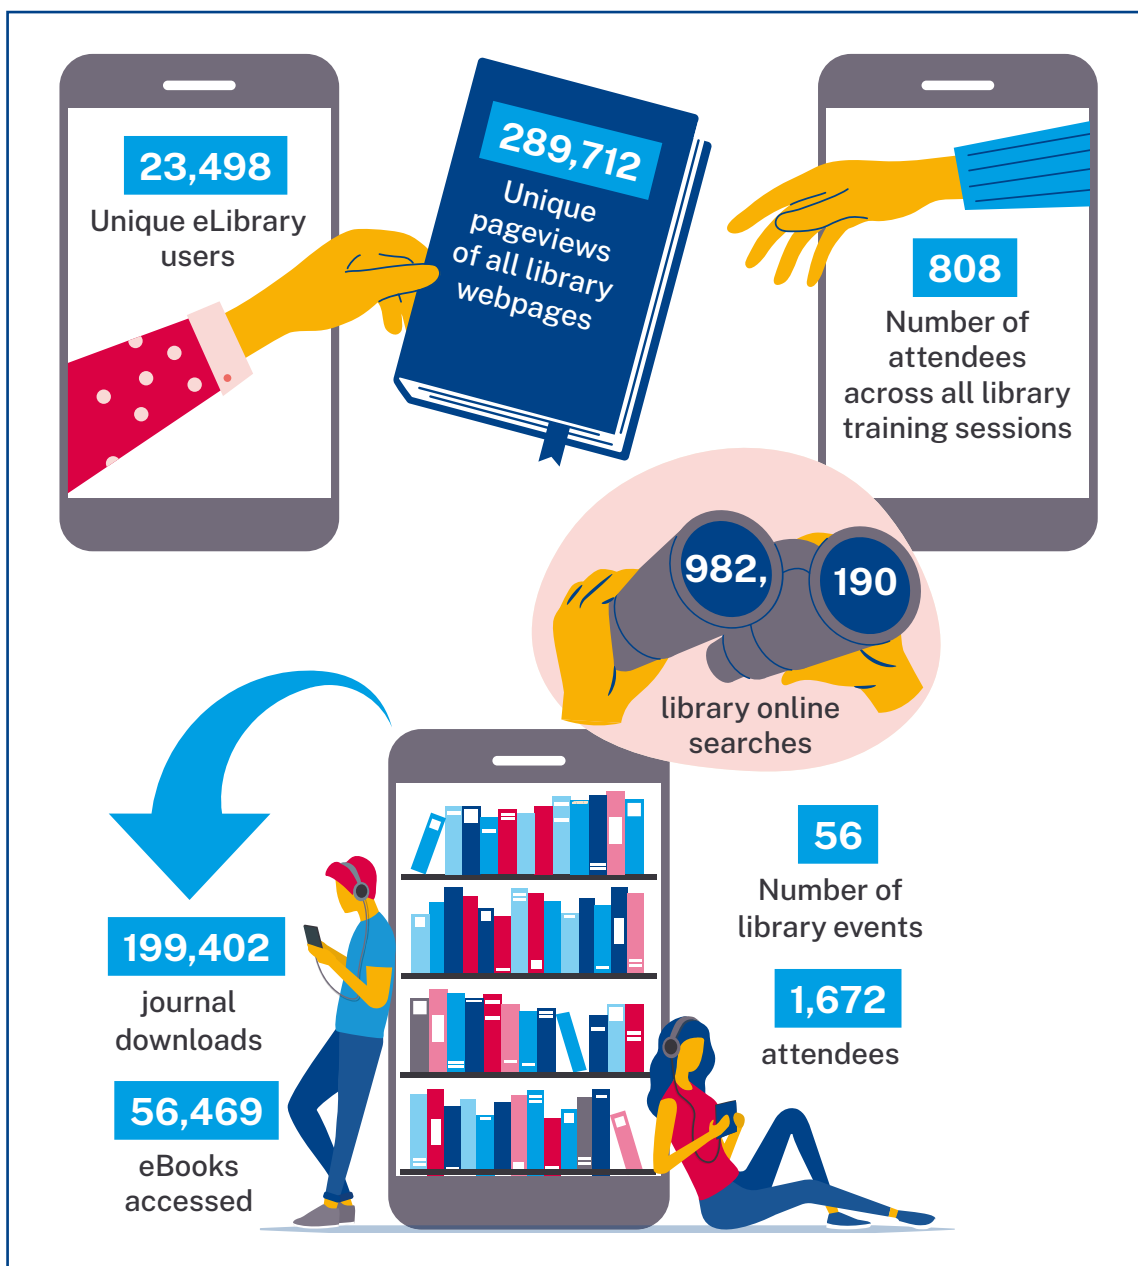 23,498
Unique eLibrary
users
289,712
Unique
pageviews
of all library
webpages
808
Number of
attendees
across all library
training sessions
982,190
library online
searches
199,402
journal
downloads
56,469
eBooks
accessed
56
Number of
library events
1,672
attendees